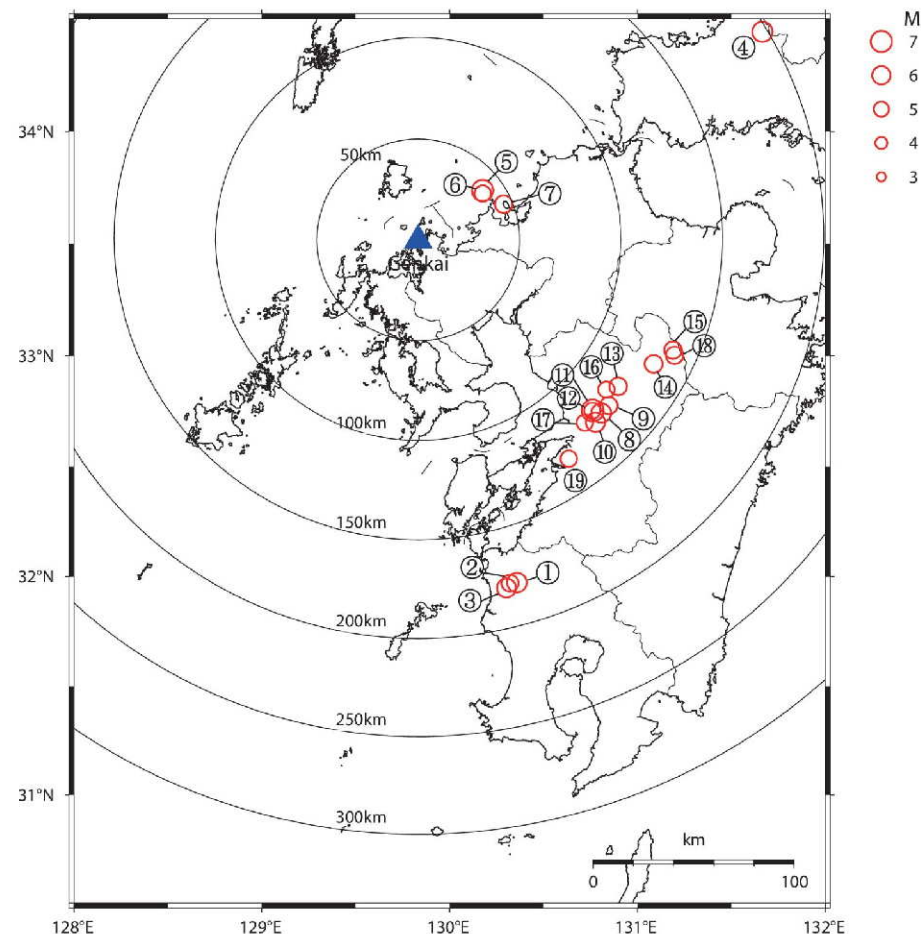 M
7
6
5
4
3
④
34°N
50km
⑤
⑥
⑦
Genkai
33°N
⑮
⑱
⑬
⑯
⑭
⑪
⑫
⑰
⑨
⑧
⑩
⑲
100km
150km
32°N
②
①
③
200km
250km
31°N
300km
km
0
100
128°E
129°E
130°E
131°E
132°E